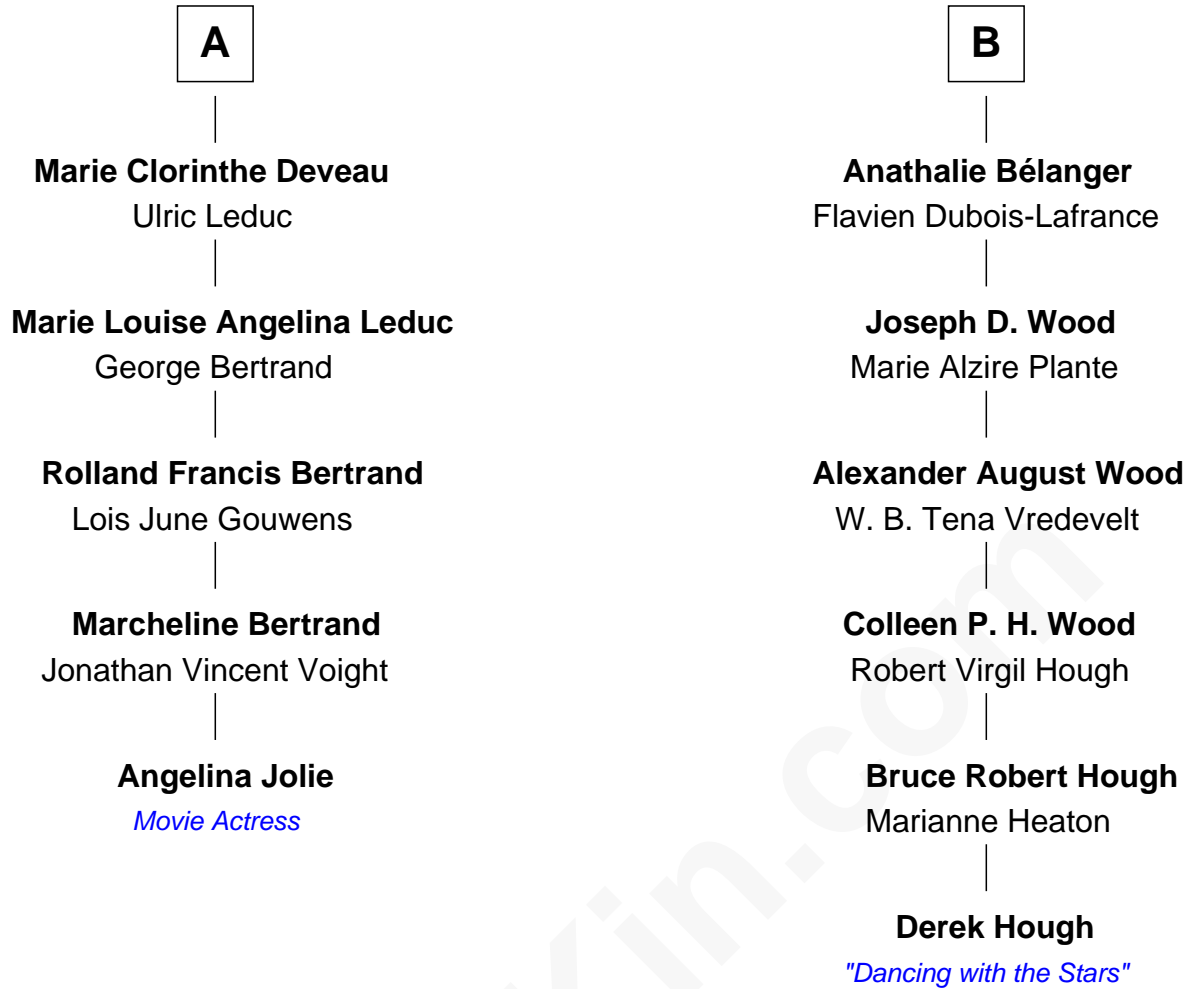 A
Marie Clorinthe Deveau
Ulric Leduc
Marie Louise Angelina Leduc
George Bertrand
Rolland Francis Bertrand
Lois June Gouwens
Marcheline Bertrand
Jonathan Vincent Voight
Angelina Jolie
Movie Actress
B
Anathalie Bélanger
Flavien Dubois-Lafrance
Joseph D. Wood
Marie Alzire Plante
Alexander August Wood
W. B. Tena Vredevelt
Colleen P. H. Wood
Robert Virgil Hough
Bruce Robert Hough
Marianne Heaton
Derek Hough
"Dancing with the Stars"